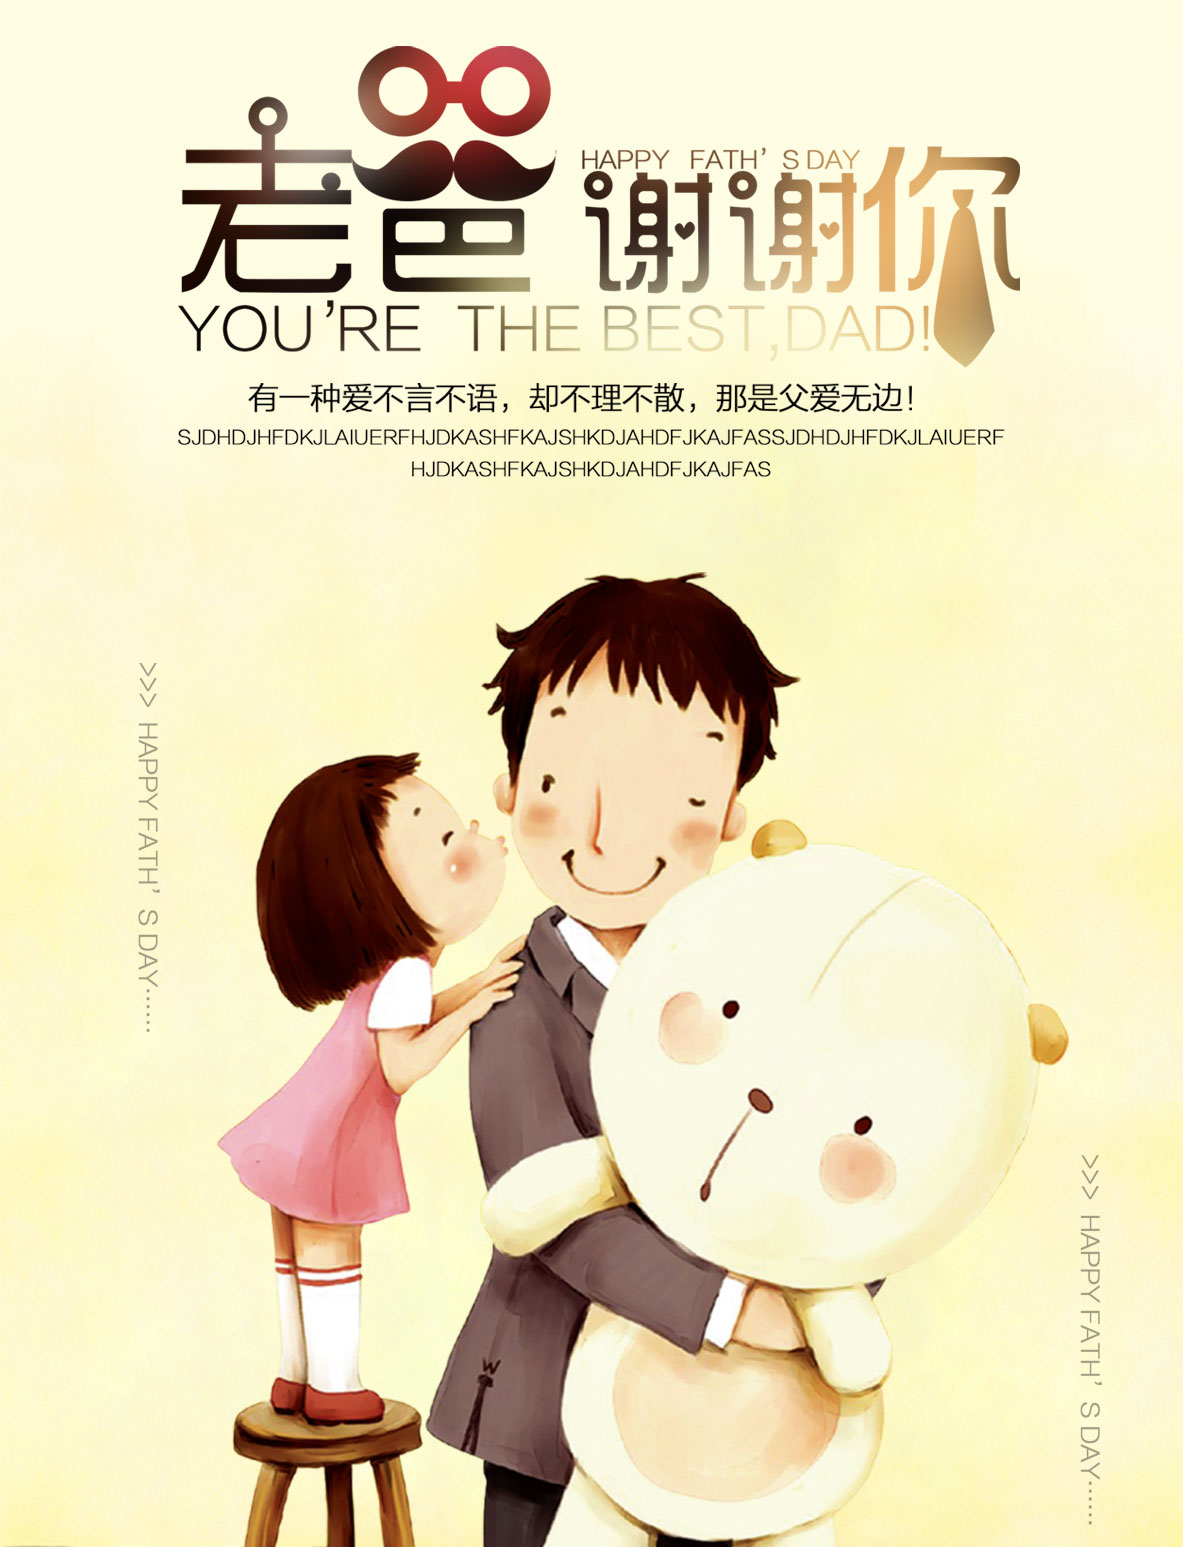 老爸 谢谢你
HAPPY FATH'S DAY
YOU'RE THE BEST,DAD!
有一种爱不言不语，却不理不散，那是父爱无边！
SJDHDJHFDKJLAIUERFHJDKASHFKAJSHKDJAHDFJKAJFASSJDHDJHFDKJLAIUERF
HJDKASHFKAJSHKDJAHDFJKAJFAS
>>> HAPPY FATH'S DAY......
>>> HAPPY FATH'S DAY......
W